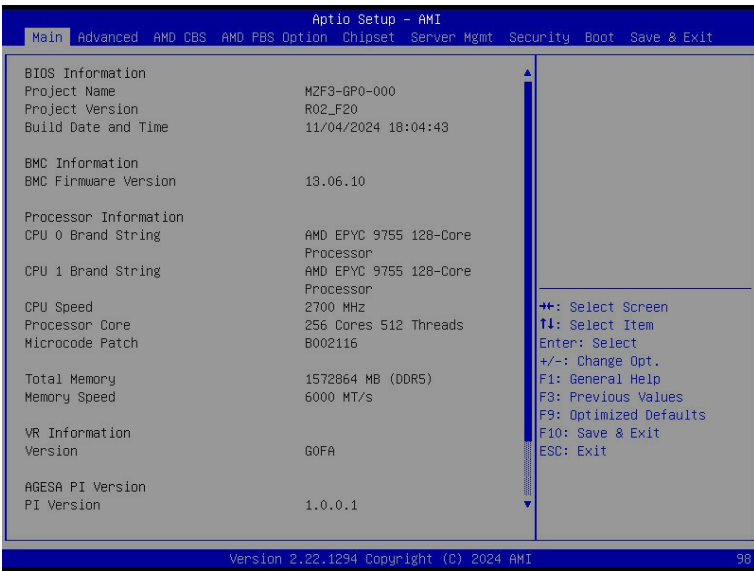 Aptio Setup – AMI
Main Advanced AMD CBS AMD PBS Option Chipset Server Mgmt Security Boot Save & Exit
BIOS Information
Project Name MZF3-GP0-000
Project Version R02_F20
Build Date and Time 11/04/2024 18:04:43
BMC Information
BMC Firmware Version 13.06.10
Processor Information
CPU 0 Brand String AMD EPYC 9755 128-Core
Processor
CPU 1 Brand String AMD EPYC 9755 128-Core
Processor
CPU Speed 2700 MHz
Processor Core 256 Cores 512 Threads
Microcode Patch B002116
Total Memory 1572864 MB (DDR5)
Memory Speed 6000 MT/s
VR Information
Version G0FA
AGESA PI Version
PI Version 1.0.0.1
→←: Select Screen
↑↓: Select Item
Enter: Select
+/-: Change Opt.
F1: General Help
F3: Previous Values
F9: Optimized Defaults
F10: Save & Exit
ESC: Exit
Version 2.22.1294 Copyright (C) 2024 AMI
98